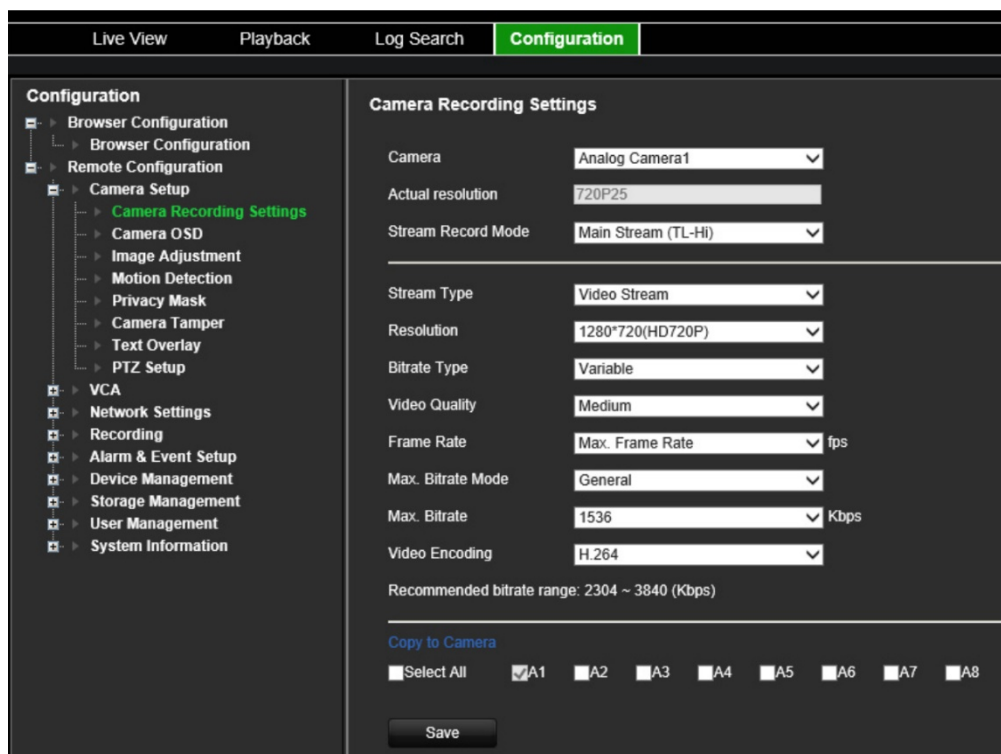 Live View Playback Log Search Configuration
Configuration
Browser Configuration
Browser Configuration
Remote Configuration
Camera Setup
Camera Recording Settings
Camera OSD
Image Adjustment
Motion Detection
Privacy Mask
Camera Tamper
Text Overlay
PTZ Setup
VCA
Network Settings
Recording
Alarm & Event Setup
Device Management
Storage Management
User Management
System Information
Camera Recording Settings
Camera Analog Camera1
Actual resolution 720P25
Stream Record Mode Main Stream (TL-Hi)
Stream Type Video Stream
Resolution 1280*720(HD720P)
Bitrate Type Variable
Video Quality Medium
Frame Rate Max. Frame Rate fps
Max. Bitrate Mode General
Max. Bitrate 1536 Kbps
Video Encoding H.264
Recommended bitrate range: 2304 ~ 3840 (Kbps)
Copy to Camera
Select All A1 A2 A3 A4 A5 A6 A7 A8
Save